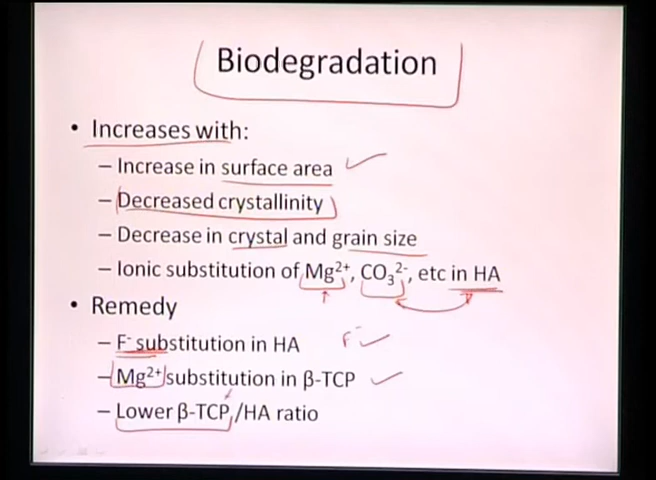 Biodegradation
• Increases with:
– Increase in surface area
– Decreased crystallinity
– Decrease in crystal and grain size
– Ionic substitution of Mg²⁺, CO₃²⁻, etc in HA
• Remedy
– F⁻ substitution in HA F⁻
– Mg²⁺ substitution in β-TCP
– Lower β-TCP/HA ratio